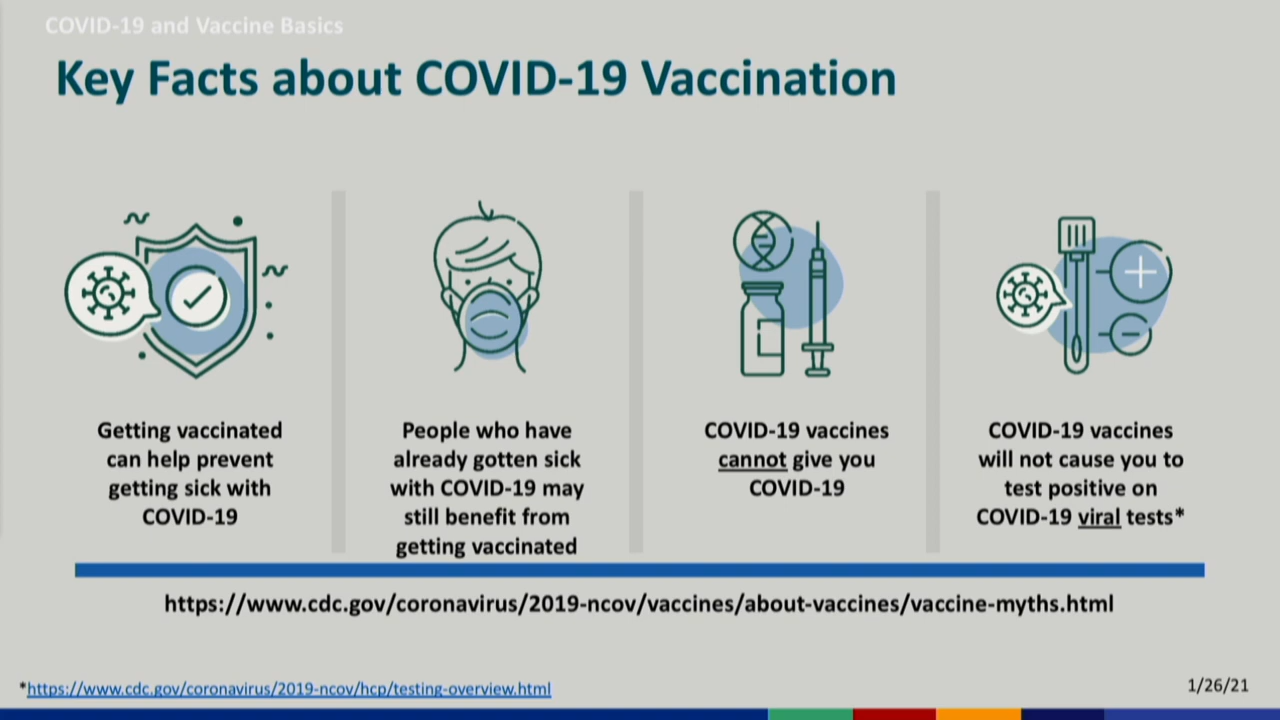 COVID-19 and Vaccine Basics
Key Facts about COVID-19 Vaccination
Getting vaccinated
can help prevent
getting sick with
COVID-19
People who have
already gotten sick
with COVID-19 may
still benefit from
getting vaccinated
COVID-19 vaccines
cannot give you
COVID-19
COVID-19 vaccines
will not cause you to
test positive on
COVID-19 viral tests*
https://www.cdc.gov/coronavirus/2019-ncov/vaccines/about-vaccines/vaccine-myths.html
*https://www.cdc.gov/coronavirus/2019-ncov/hcp/testing-overview.html
1/26/21